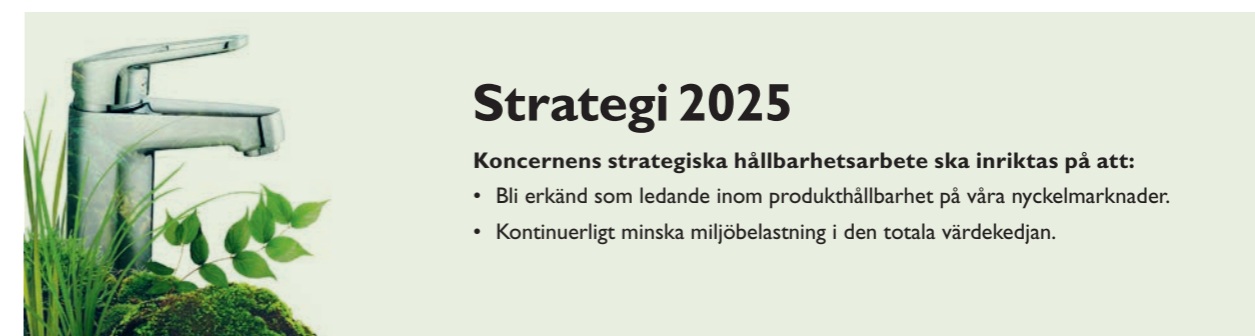 Strategi 2025
Koncernens strategiska hållbarhetsarbete ska inriktas på att:
• Bli erkänd som ledande inom produkthållbarhet på våra nyckelmarknader.
• Kontinuerligt minska miljöbelastning i den totala värdekedjan.